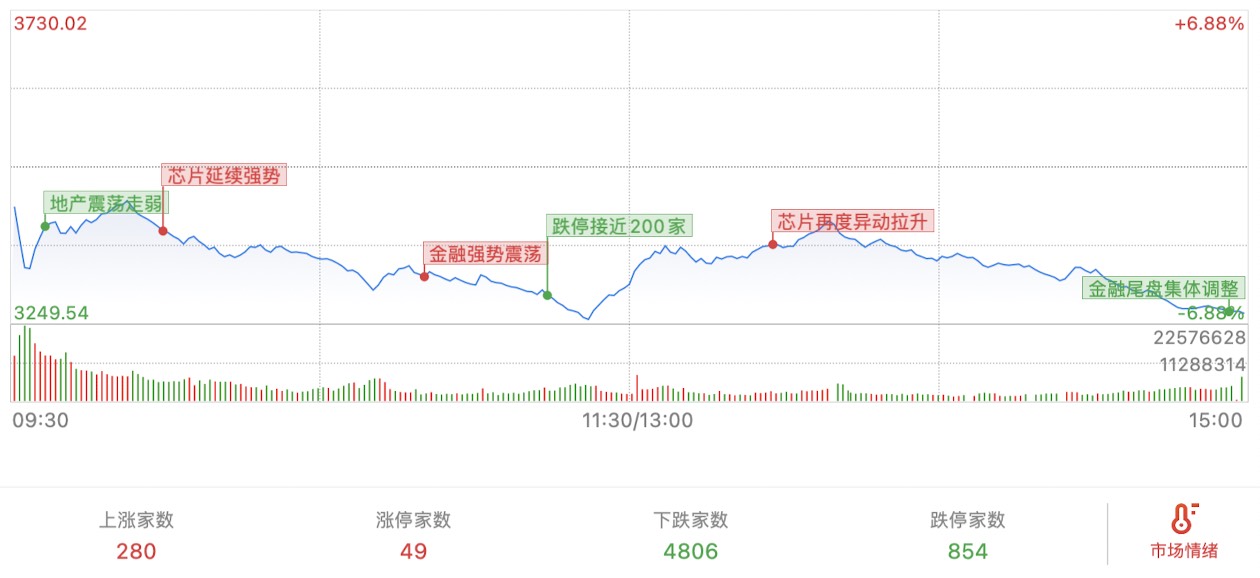 3730.02
+6.88%
芯片延续强势
地产震荡走弱
芯片再度异动拉升
跌停接近200家
金融强势震荡
金融尾盘集体调整
3249.54
-6.88%
22576628
11288314
09:30
11:30/13:00
15:00
上涨家数
涨停家数
下跌家数
跌停家数
280
49
4806
854
市场情绪